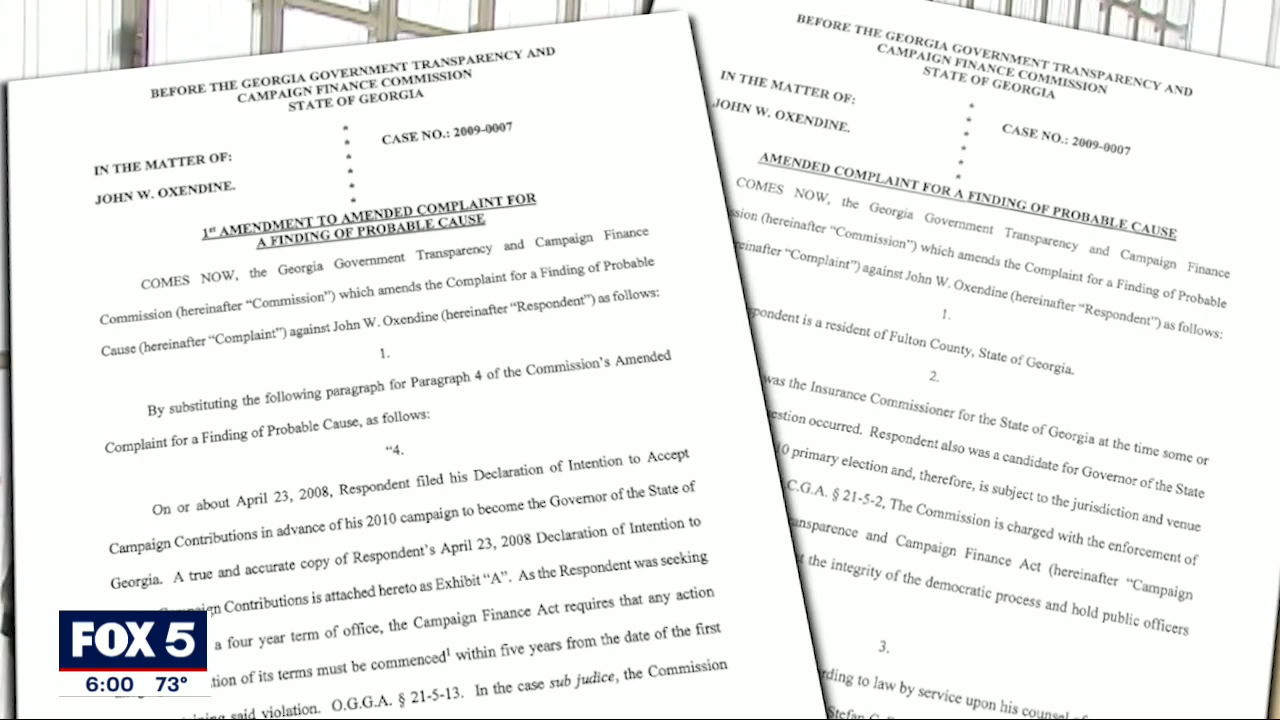 BEFORE THE GEORGIA GOVERNMENT TRANSPARENCY AND
CAMPAIGN FINANCE COMMISSION
STATE OF GEORGIA
IN THE MATTER OF:
JOHN W. OXENDINE.
*
*
*
*
*
*
CASE NO.: 2009-0007
1st AMENDMENT TO AMENDED COMPLAINT FOR
A FINDING OF PROBABLE CAUSE
COMES NOW, the Georgia Government Transparency and Campaign Finance
Commission (hereinafter “Commission”) which amends the Complaint for a Finding of Probable
Cause (hereinafter “Complaint”) against John W. Oxendine (hereinafter “Respondent”) as follows:
1.
By substituting the following paragraph for Paragraph 4 of the Commission’s Amended
Complaint for a Finding of Probable Cause, as follows:
“4.
On or about April 23, 2008, Respondent filed his Declaration of Intention to Accept
Campaign Contributions in advance of his 2010 campaign to become the Governor of the State of
Georgia. A true and accurate copy of Respondent’s April 23, 2008 Declaration of Intention to
Contributions is attached hereto as Exhibit “A”. As the Respondent was seeking
a four year term of office, the Campaign Finance Act requires that any action
of its terms must be commenced1 within five years from the date of the first
said violation. O.G.G.A. § 21-5-13. In the case sub judice, the Commission
BEFORE THE GEORGIA GOVERNMENT TRANSPARENCY AND
CAMPAIGN FINANCE COMMISSION
STATE OF GEORGIA
IN THE MATTER OF:
JOHN W. OXENDINE.
*
*
*
*
*
*
CASE NO.: 2009-0007
AMENDED COMPLAINT FOR A FINDING OF PROBABLE CAUSE
COMES NOW, the Georgia Government Transparency and Campaign Finance
(hereinafter “Commission”) which amends the Complaint for a Finding of Probable
“Complaint”) against John W. Oxendine (hereinafter “Respondent”) as follows:
1.
is a resident of Fulton County, State of Georgia.
2.
was the Insurance Commissioner for the State of Georgia at the time some or
occurred. Respondent also was a candidate for Governor of the State
primary election and, therefore, is subject to the jurisdiction and venue
§ 21-5-2, The Commission is charged with the enforcement of
and Campaign Finance Act (hereinafter “Campaign
the integrity of the democratic process and hold public officers
3.
to law by service upon his counsel
FOX 5
6:00 73°